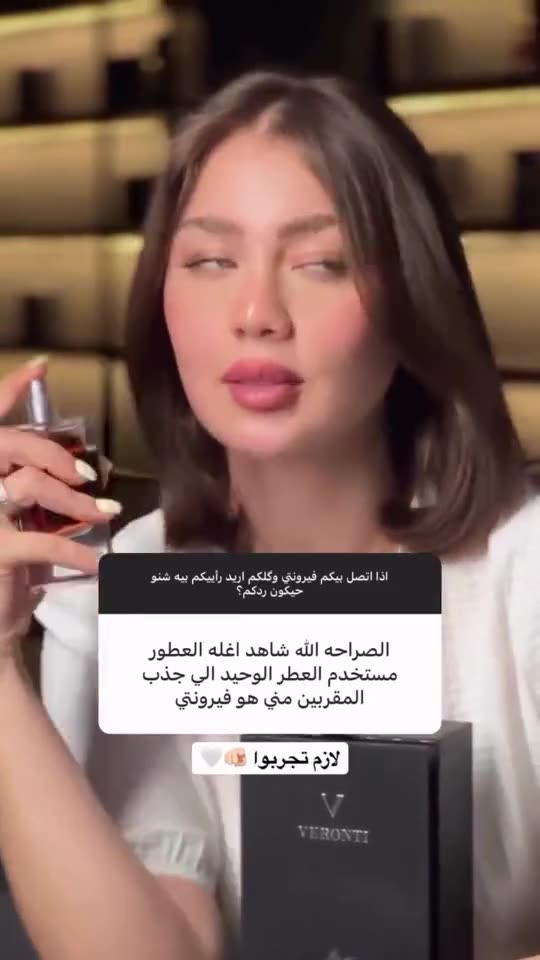 اذا اتصل بيكم فيرونتي وگلكم اريد رأييكم بيه شنو
حيكون ردكم؟
الصراحه الله شاهد اغله العطور
مستخدم العطر الوحيد الي جذب
المقربين مني هو فيرونتي
لازم تجربوا 🫵🏻🤍
VERONTI